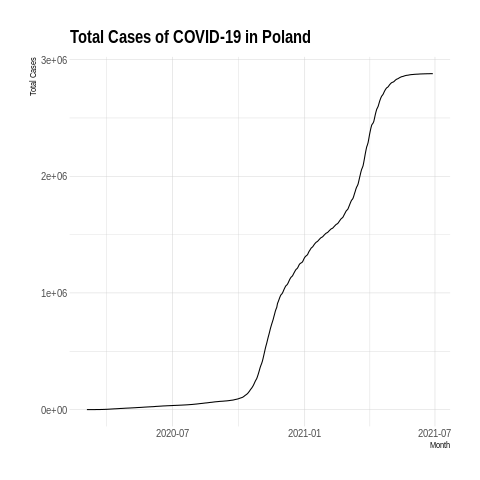 Total Cases of COVID-19 in Poland
Total Cases
3e+06
2e+06
1e+06
0e+00
2020-07 2021-01 2021-07
Month